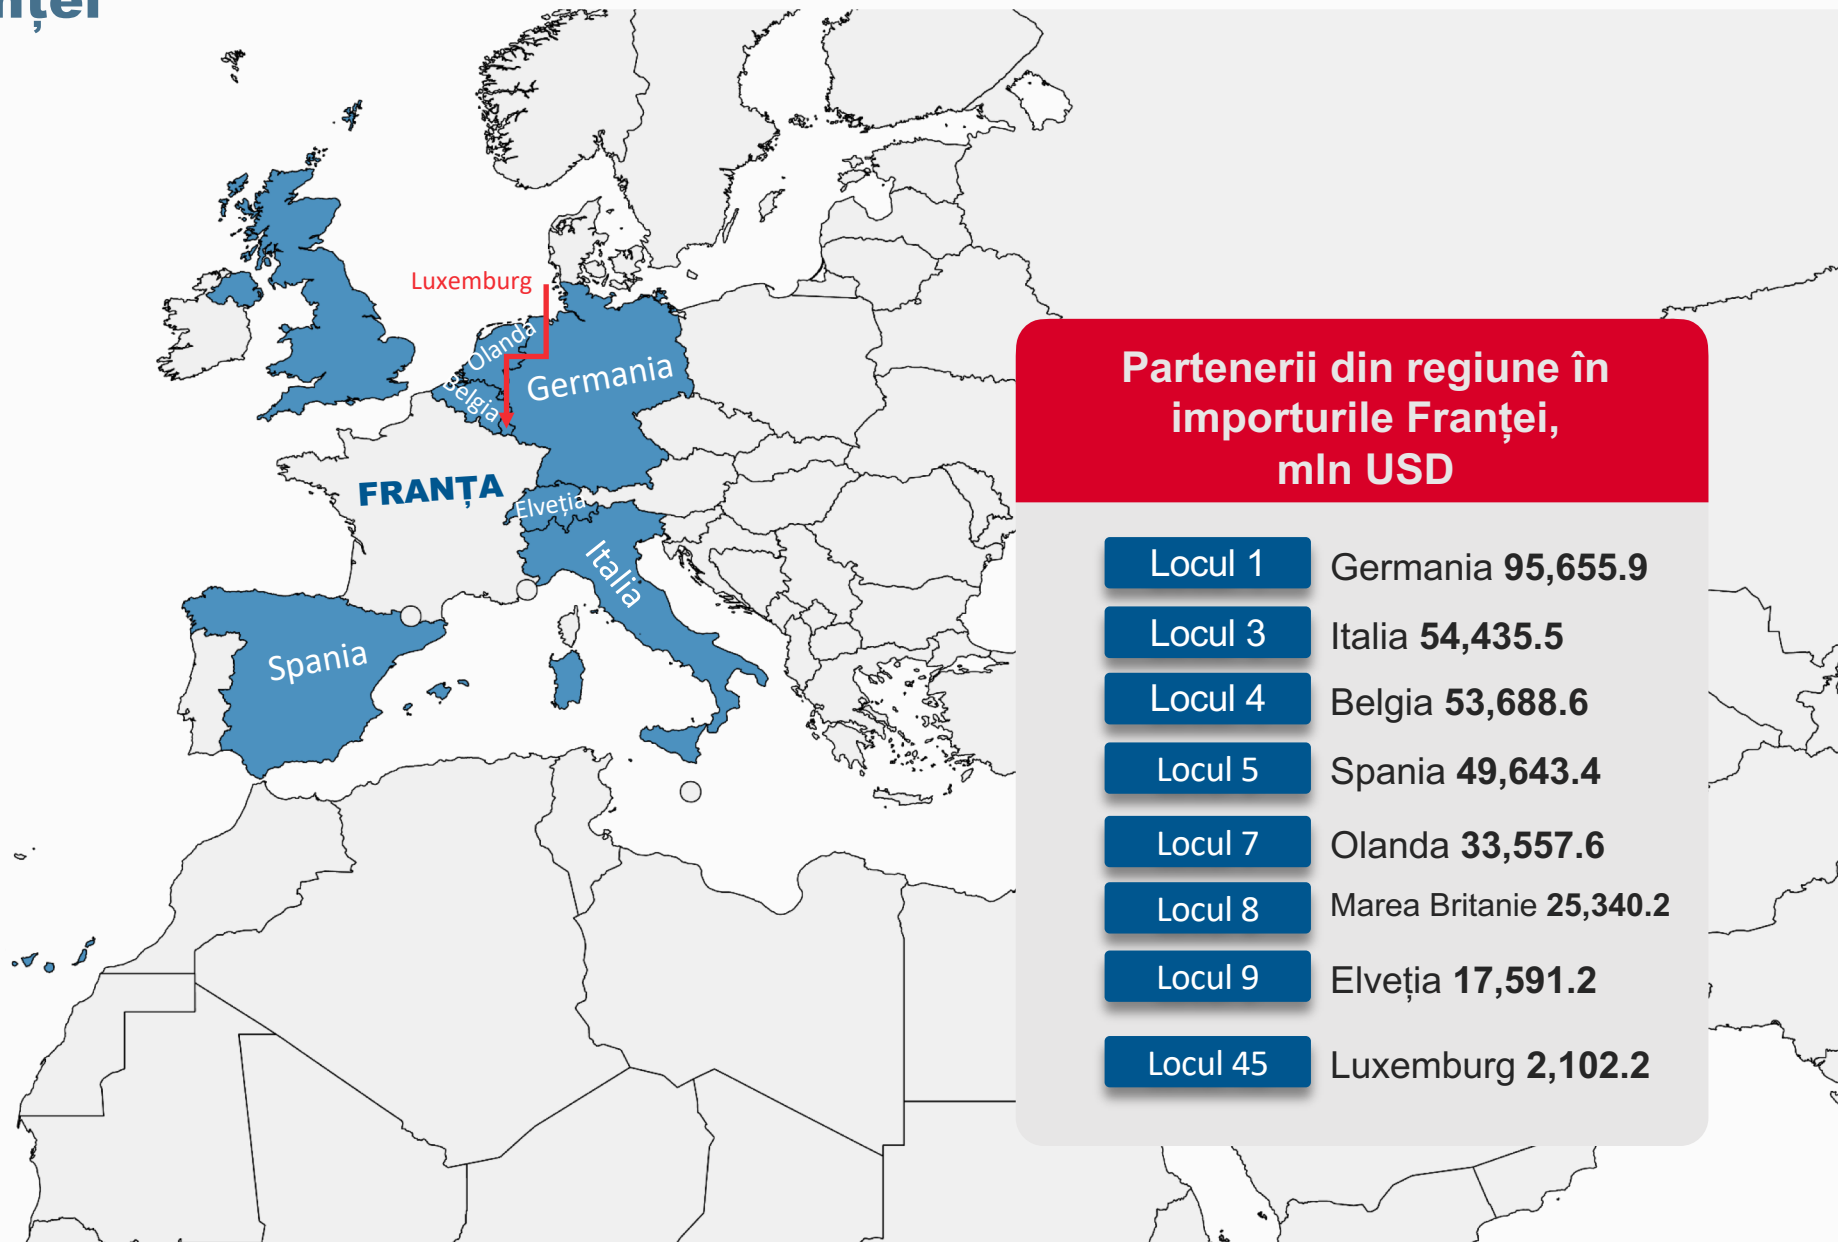 Luxemburg
Olanda
Belgia
Germania
FRANȚA
Elveția
Italia
Spania
Partenerii din regiune în
importurile Franței,
mln USD
Locul 1 Germania 95,655.9
Locul 3 Italia 54,435.5
Locul 4 Belgia 53,688.6
Locul 5 Spania 49,643.4
Locul 7 Olanda 33,557.6
Locul 8 Marea Britanie 25,340.2
Locul 9 Elveția 17,591.2
Locul 45 Luxemburg 2,102.2